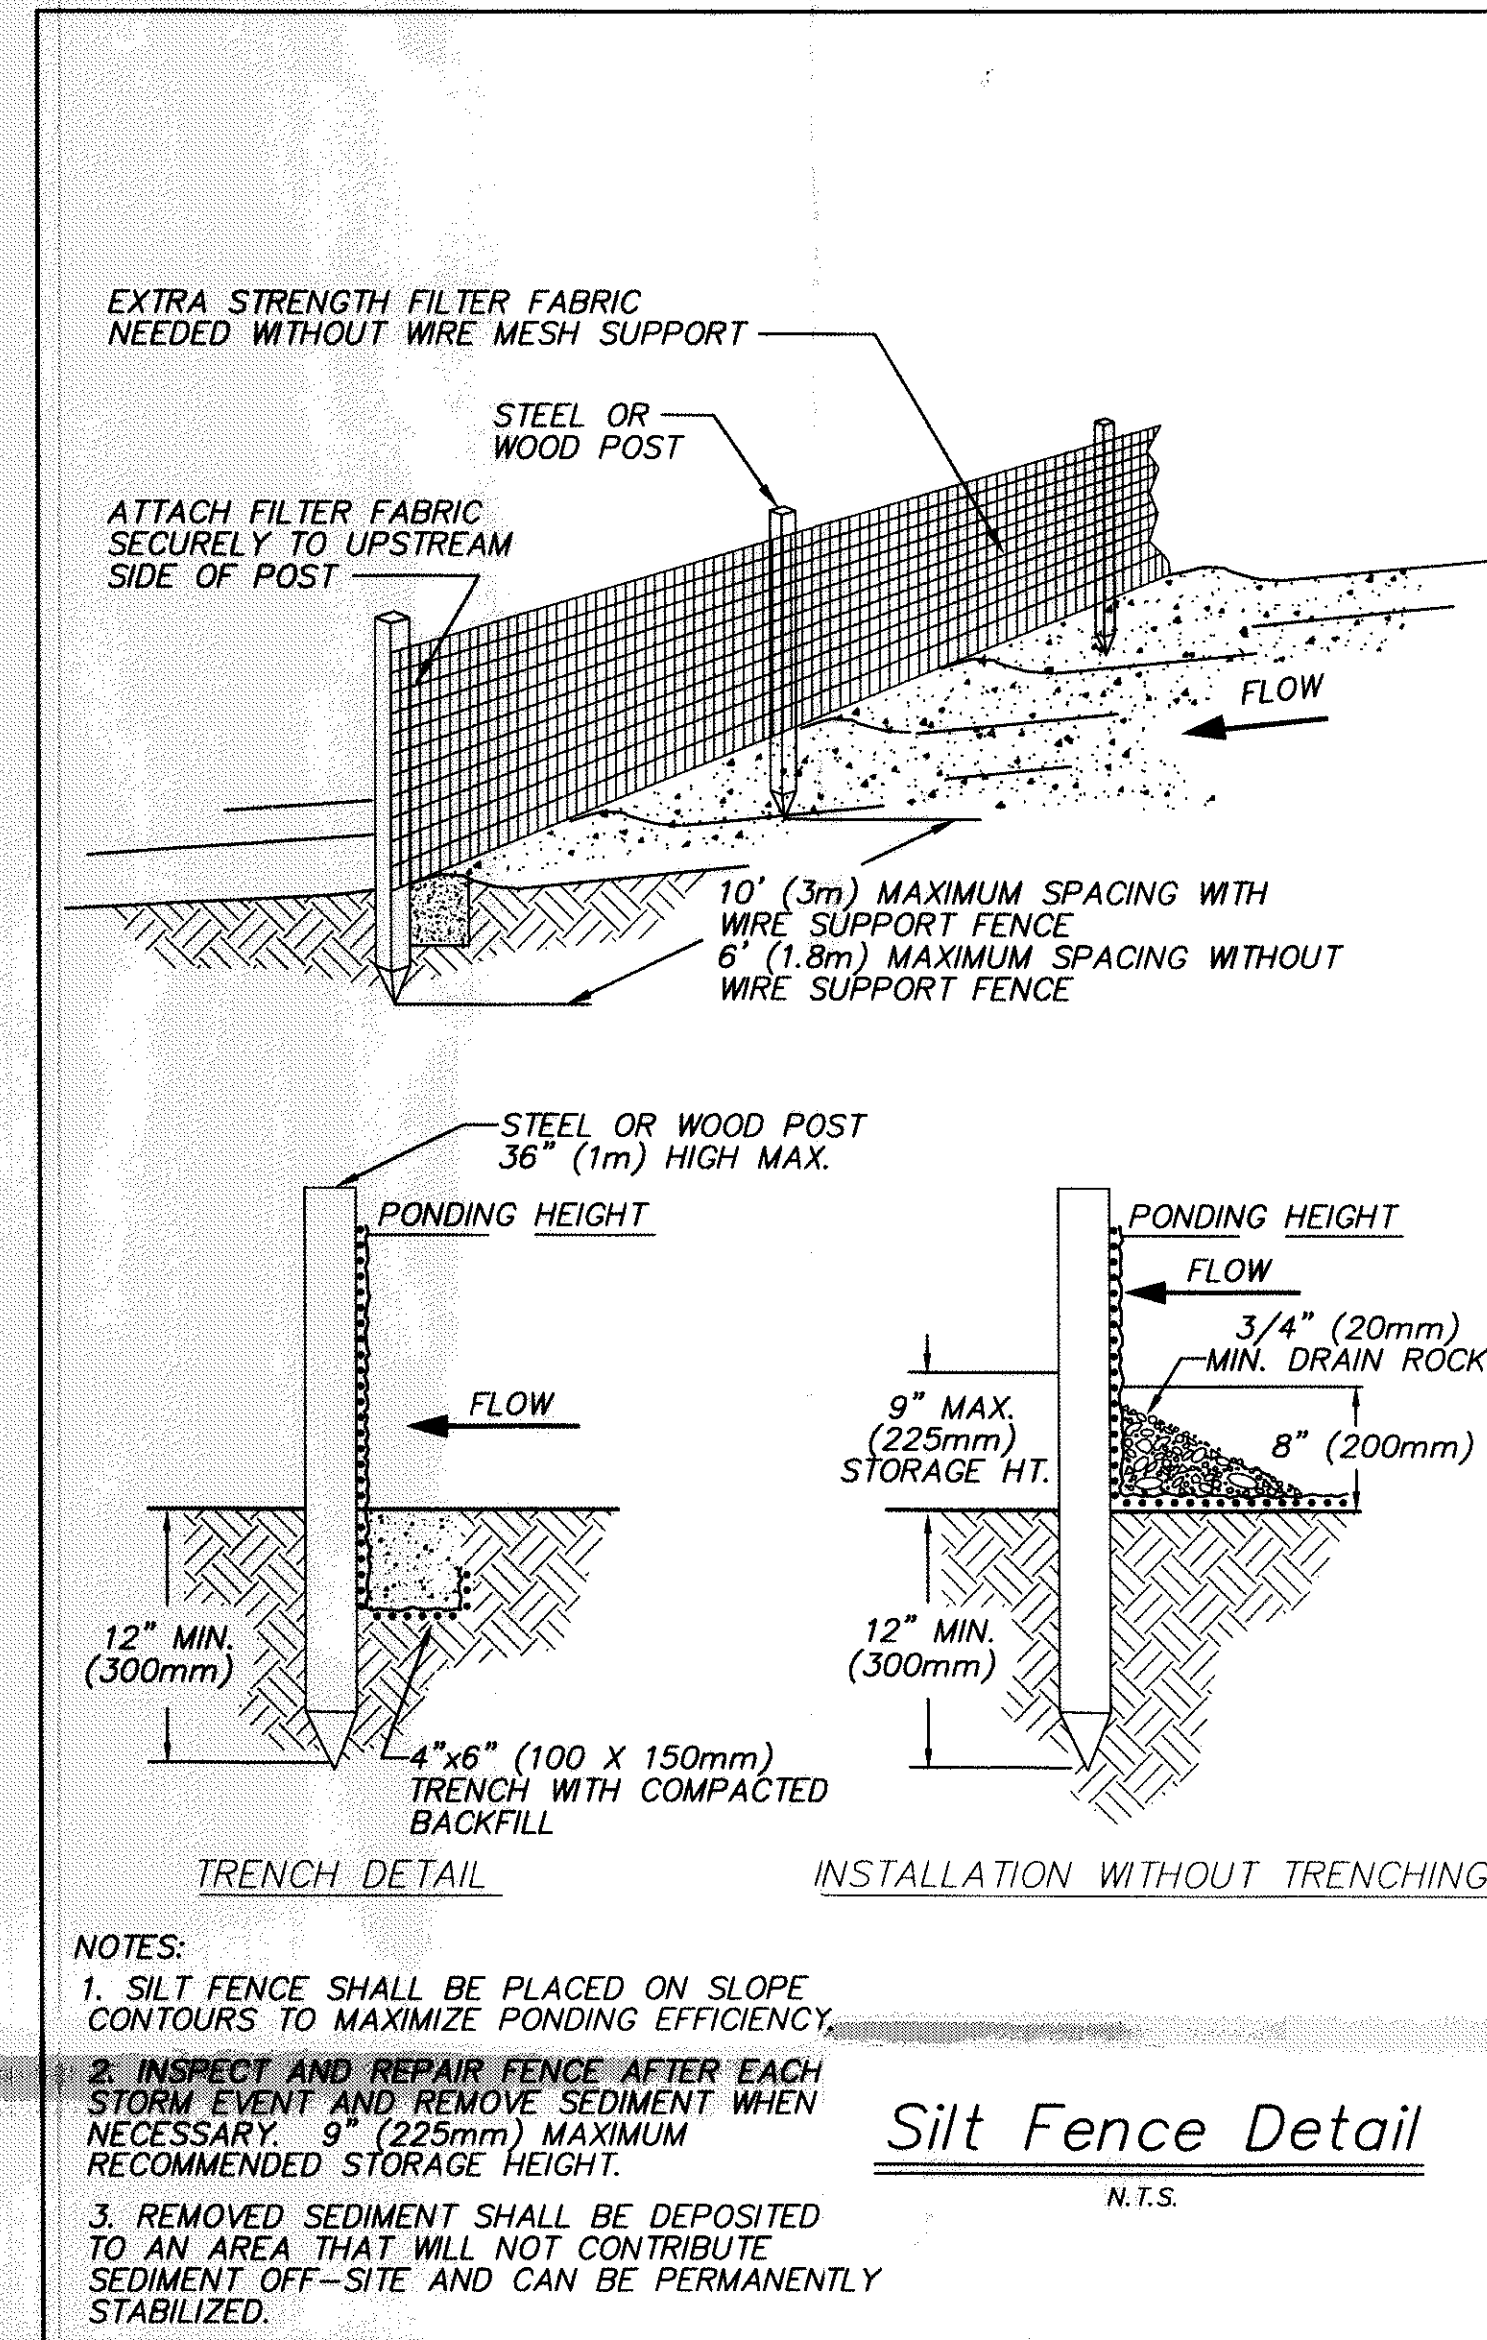 EXTRA STRENGTH FILTER FABRIC
NEEDED WITHOUT WIRE MESH SUPPORT
STEEL OR
WOOD POST
ATTACH FILTER FABRIC
SECURELY TO UPSTREAM
SIDE OF POST
FLOW
10' (3m) MAXIMUM SPACING WITH
WIRE SUPPORT FENCE
6' (1.8m) MAXIMUM SPACING WITHOUT
WIRE SUPPORT FENCE
STEEL OR WOOD POST
36" (1m) HIGH MAX.
PONDING HEIGHT
FLOW
12" MIN.
(300mm)
4"x6" (100 X 150mm)
TRENCH WITH COMPACTED
BACKFILL
TRENCH DETAIL
PONDING HEIGHT
FLOW
3/4" (20mm)
MIN. DRAIN ROCK
9" MAX.
(225mm)
STORAGE HT.
8" (200mm)
12" MIN.
(300mm)
INSTALLATION WITHOUT TRENCHING
NOTES:
1. SILT FENCE SHALL BE PLACED ON SLOPE
CONTOURS TO MAXIMIZE PONDING EFFICIENCY.
2. INSPECT AND REPAIR FENCE AFTER EACH
STORM EVENT AND REMOVE SEDIMENT WHEN
NECESSARY. 9" (225mm) MAXIMUM
RECOMMENDED STORAGE HEIGHT.
3. REMOVED SEDIMENT SHALL BE DEPOSITED
TO AN AREA THAT WILL NOT CONTRIBUTE
SEDIMENT OFF-SITE AND CAN BE PERMANENTLY
STABILIZED.
Silt Fence Detail
N.T.S.